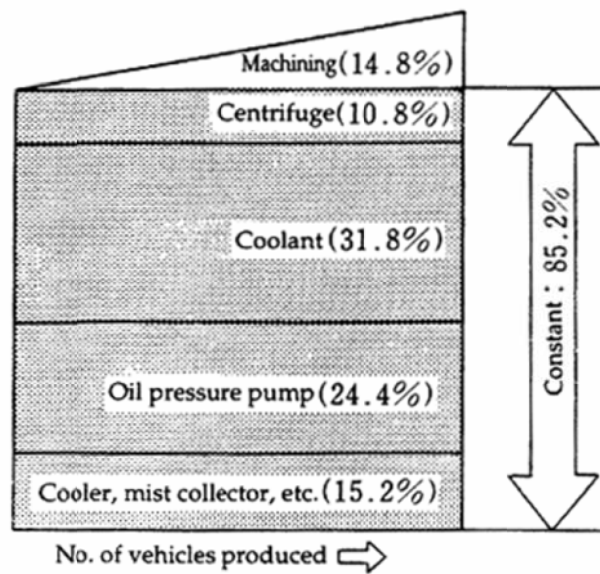 Machining(14.8%)
Centrifuge(10.8%)
Coolant(31.8%)
Oil pressure pump(24.4%)
Cooler, mist collector, etc.(15.2%)
Constant : 85.2%
No. of vehicles produced